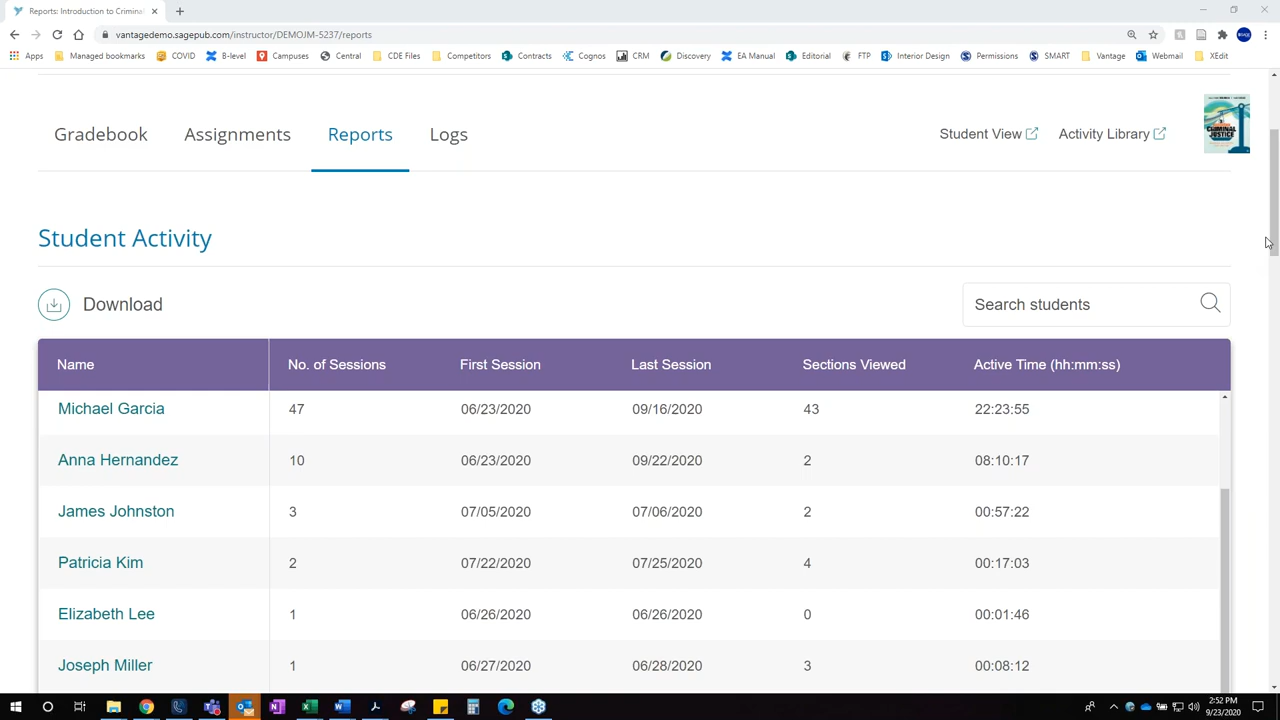 Reports: Introduction to Crimina
vantagedemo.sagepub.com/instructor/DEMOJM-5237/reports
Apps Managed bookmarks COVID B-level Campuses Central CDE Files Competitors Contracts Cognos CRM Discovery EA Manual Editorial FTP Interior Design Permissions SMART Vantage Webmail XEdit
Gradebook Assignments Reports Logs Student View Activity Library
CRIMINAL JUSTICE
Student Activity
Download Search students
Name No. of Sessions First Session Last Session Sections Viewed Active Time (hh:mm:ss)
Michael Garcia 47 06/23/2020 09/16/2020 43 22:23:55
Anna Hernandez 10 06/23/2020 09/22/2020 2 08:10:17
James Johnston 3 07/05/2020 07/06/2020 2 00:57:22
Patricia Kim 2 07/22/2020 07/25/2020 4 00:17:03
Elizabeth Lee 1 06/26/2020 06/26/2020 0 00:01:46
Joseph Miller 1 06/27/2020 06/28/2020 3 00:08:12
2:52 PM
9/23/2020